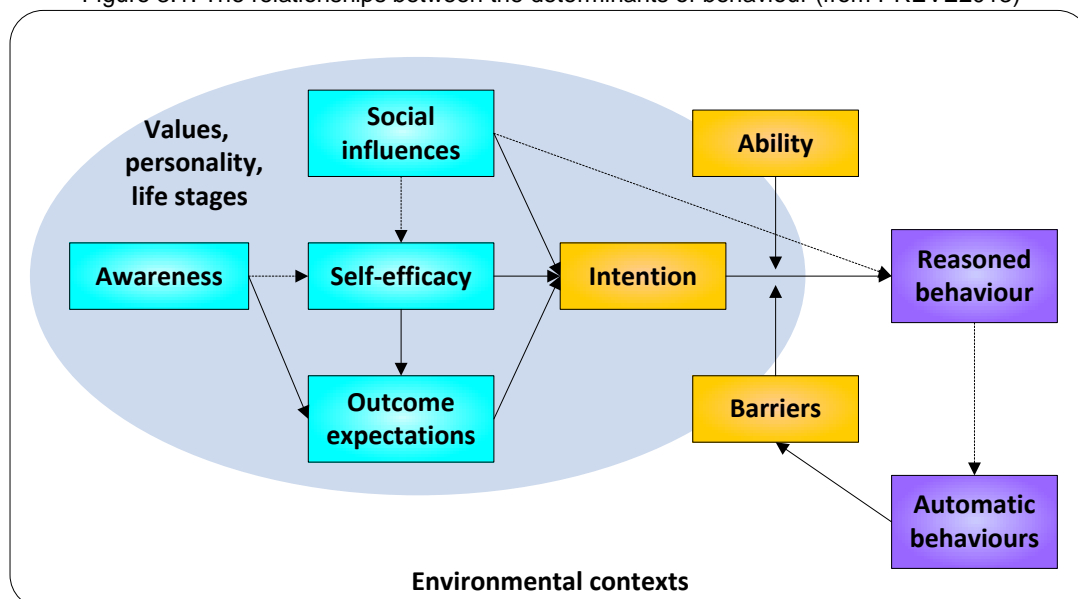 Social
influences
Values,
personality,
life stages
Ability
Awareness
Self-efficacy
Intention
Reasoned
behaviour
Outcome
expectations
Barriers
Automatic
behaviours
Environmental contexts